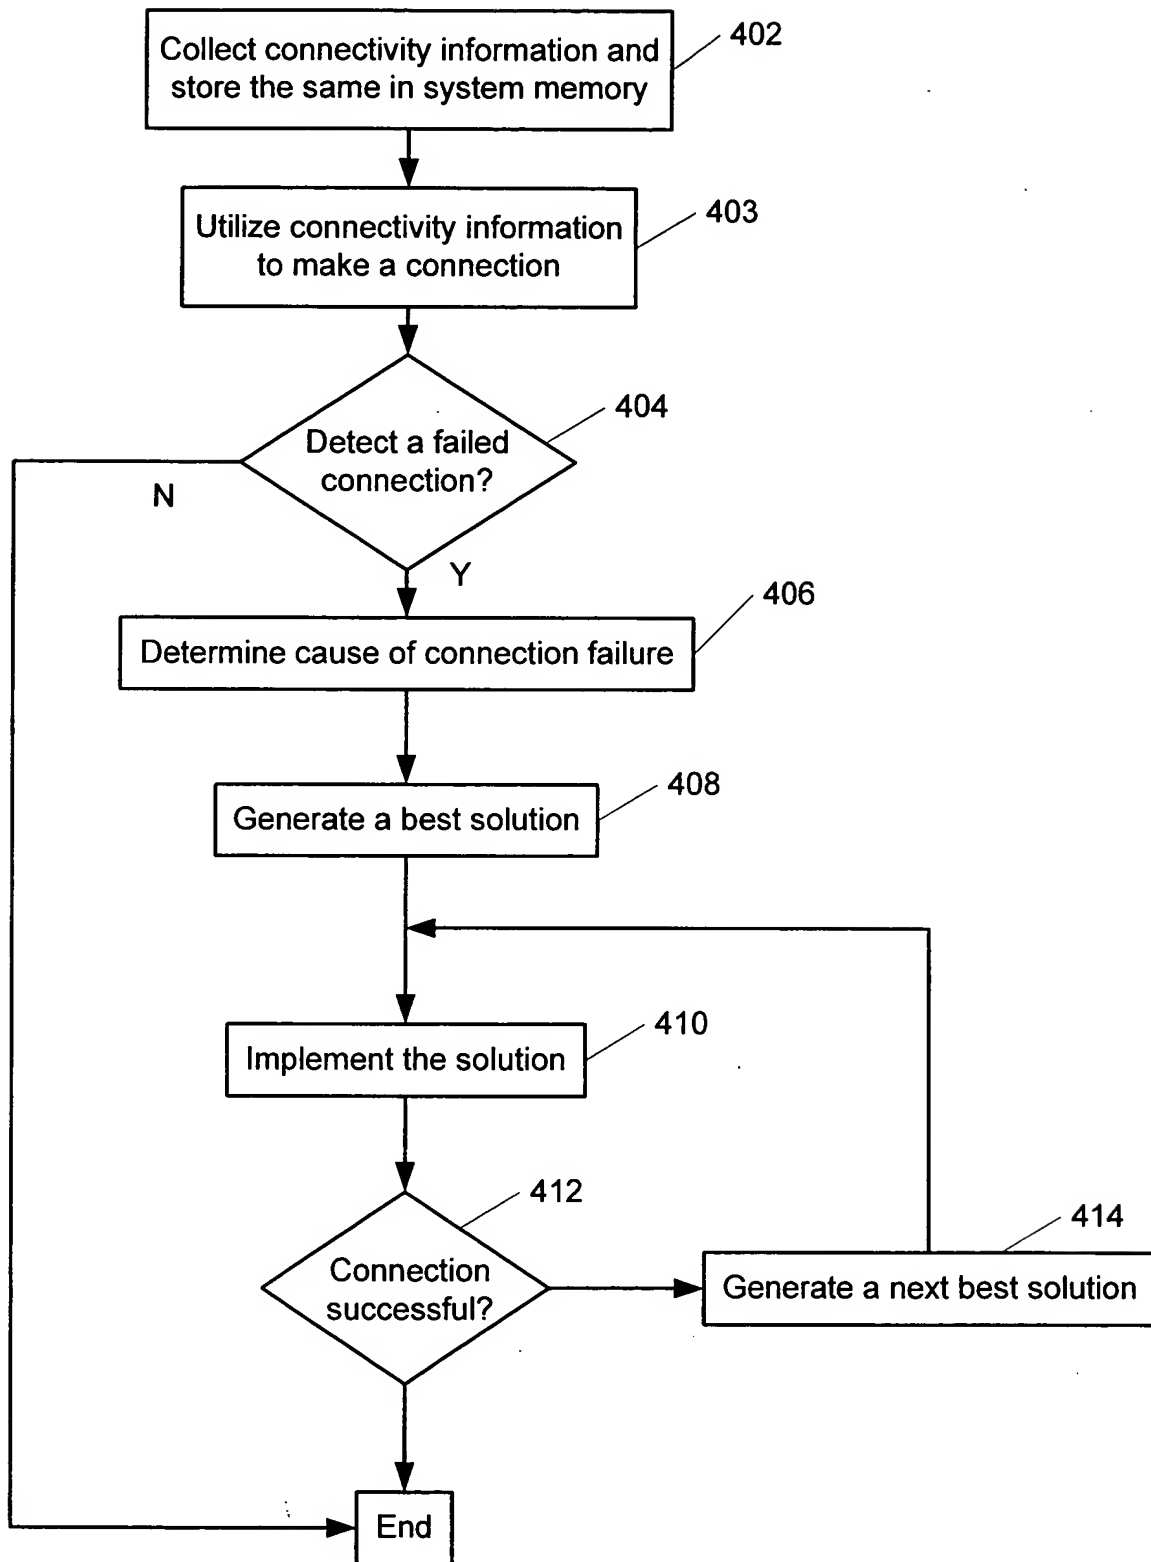 Collect connectivity information and
store the same in system memory
402
Utilize connectivity information
to make a connection
403
Detect a failed
connection?
404
N
Y
Determine cause of connection failure
406
Generate a best solution
408
Implement the solution
410
Connection
successful?
412
Generate a next best solution
414
End